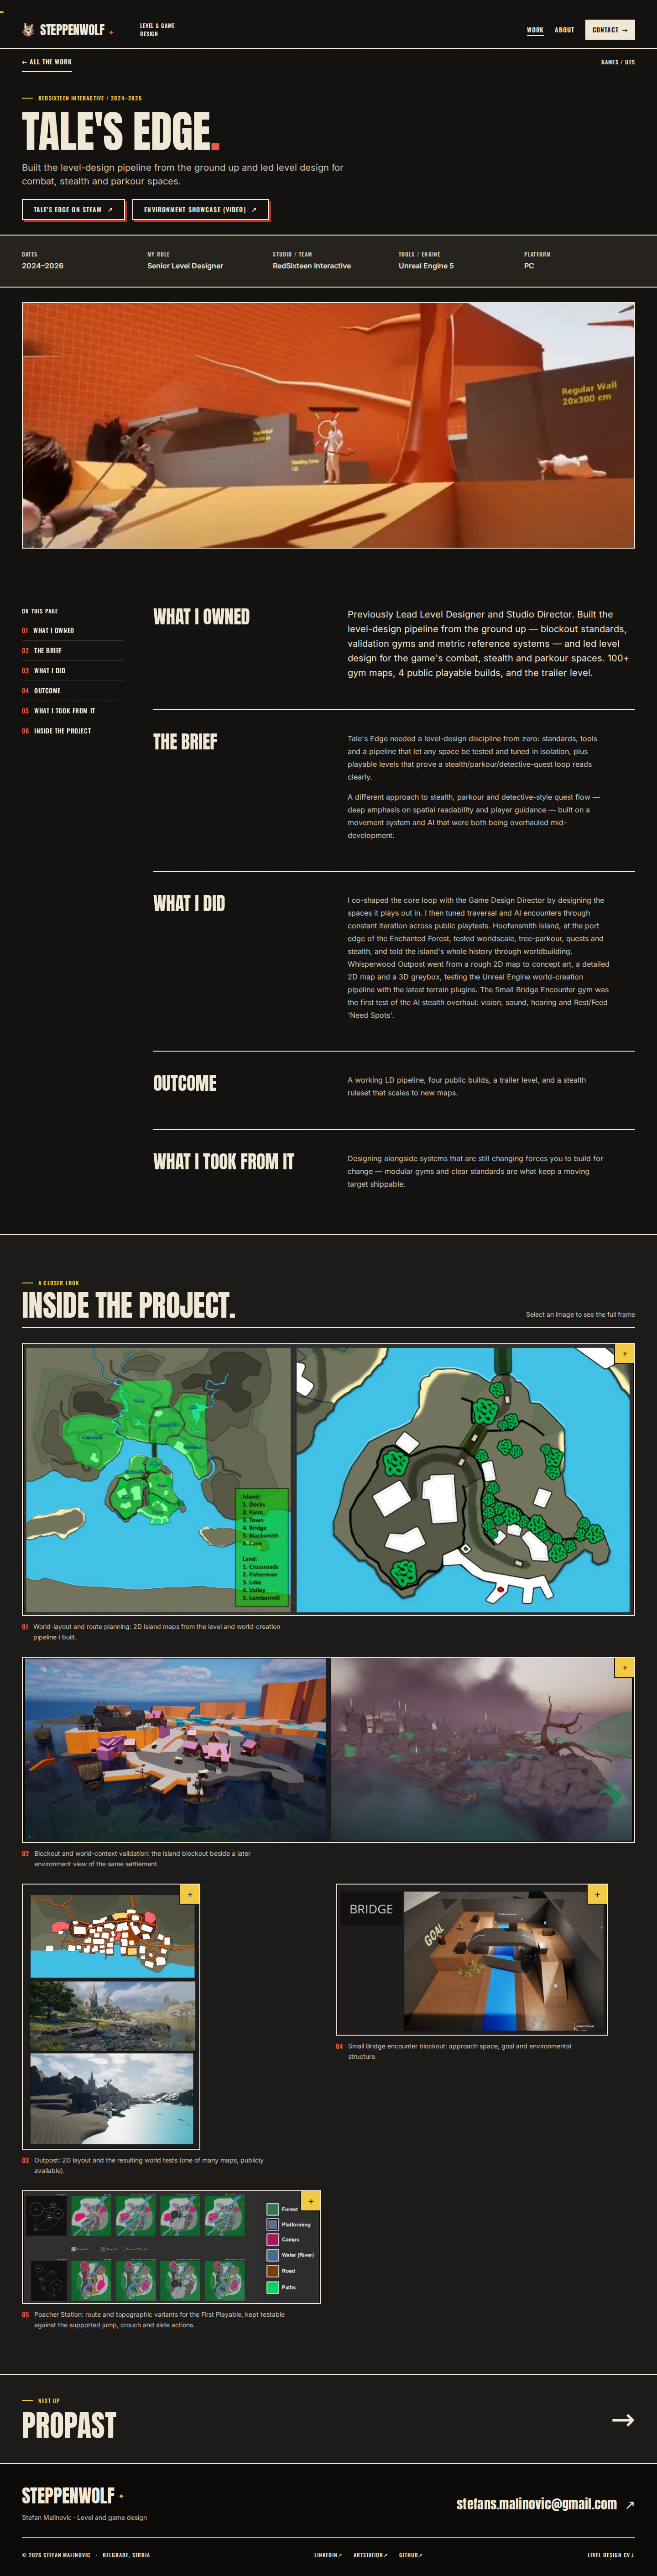 STEPPENWOLF
LEVEL & GAME
DESIGN
WORK
ABOUT
CONTACT →
← ALL THE WORK
GAMES / UE5
REDSIXTEEN INTERACTIVE / 2024–2026
TALE'S EDGE.
Built the level-design pipeline from the ground up and led level design for
combat, stealth and parkour spaces.
TALE'S EDGE ON STEAM ↗
ENVIRONMENT SHOWCASE (VIDEO) ↗
DATES
2024–2026
MY ROLE
Senior Level Designer
STUDIO / TEAM
RedSixteen Interactive
TOOLS / ENGINE
Unreal Engine 5
PLATFORM
PC
Regular Wall
20x300 cm
ON THIS PAGE
01 WHAT I OWNED
02 THE BRIEF
03 WHAT I DID
04 OUTCOME
05 WHAT I TOOK FROM IT
06 INSIDE THE PROJECT
WHAT I OWNED
Previously Lead Level Designer and Studio Director. Built the
level-design pipeline from the ground up — blockout standards,
validation gyms and metric reference systems — and led level
design for the game's combat, stealth and parkour spaces. 100+
gym maps, 4 public playable builds, and the trailer level.
THE BRIEF
Tale's Edge needed a level-design discipline from zero: standards, tools
and a pipeline that let any space be tested and tuned in isolation, plus
playable levels that prove a stealth/parkour/detective-quest loop reads
clearly.
A different approach to stealth, parkour and detective-style quest flow —
deep emphasis on spatial readability and player guidance — built on a
movement system and AI that were both being overhauled mid-
development.
WHAT I DID
I co-shaped the core loop with the Game Design Director by designing the
spaces it plays out in. I then tuned traversal and AI encounters through
constant iteration across public playtests. Hoofensmith Island, at the port
edge of the Enchanted Forest, tested worldscale, tree-parkour, quests and
stealth, and told the island's whole history through worldbuilding.
Whisperwood Outpost went from a rough 2D map to concept art, a detailed
2D map and a 3D greybox, testing the Unreal Engine world-creation
pipeline with the latest terrain plugins. The Small Bridge Encounter gym was
the first test of the AI stealth overhaul: vision, sound, hearing and Rest/Feed
'Need Spots'.
OUTCOME
A working LD pipeline, four public builds, a trailer level, and a stealth
ruleset that scales to new maps.
WHAT I TOOK FROM IT
Designing alongside systems that are still changing forces you to build for
change — modular gyms and clear standards are what keep a moving
target shippable.
A CLOSER LOOK
INSIDE THE PROJECT.
Select an image to see the full frame
+
Island:
1. Docks
2. Farm
3. Town
4. Bridge
5. Blacksmith
6. Cave
Land:
1. Crossroads
2. Fisherman
3. Lake
4. Valley
5. Lumbermill
01 World-layout and route planning: 2D island maps from the level and world-creation
pipeline I built.
+
02 Blockout and world-context validation: the island blockout beside a later
environment view of the same settlement.
+
03 Outpost: 2D layout and the resulting world tests (one of many maps, publicly
available).
+
BRIDGE
GOAL
04 Small Bridge encounter blockout: approach space, goal and environmental
structure.
+
Forest
Platforming
Camps
Water (River)
Road
Paths
05 Poacher Station: route and topographic variants for the First Playable, kept testable
against the supported jump, crouch and slide actions.
NEXT UP
PROPAST
→
STEPPENWOLF
Stefan Malinovic · Level and game design
stefans.malinovic@gmail.com ↗
© 2026 STEFAN MALINOVIC · BELGRADE, SERBIA
LINKEDIN↗
ARTSTATION↗
GITHUB↗
LEVEL DESIGN CV↓